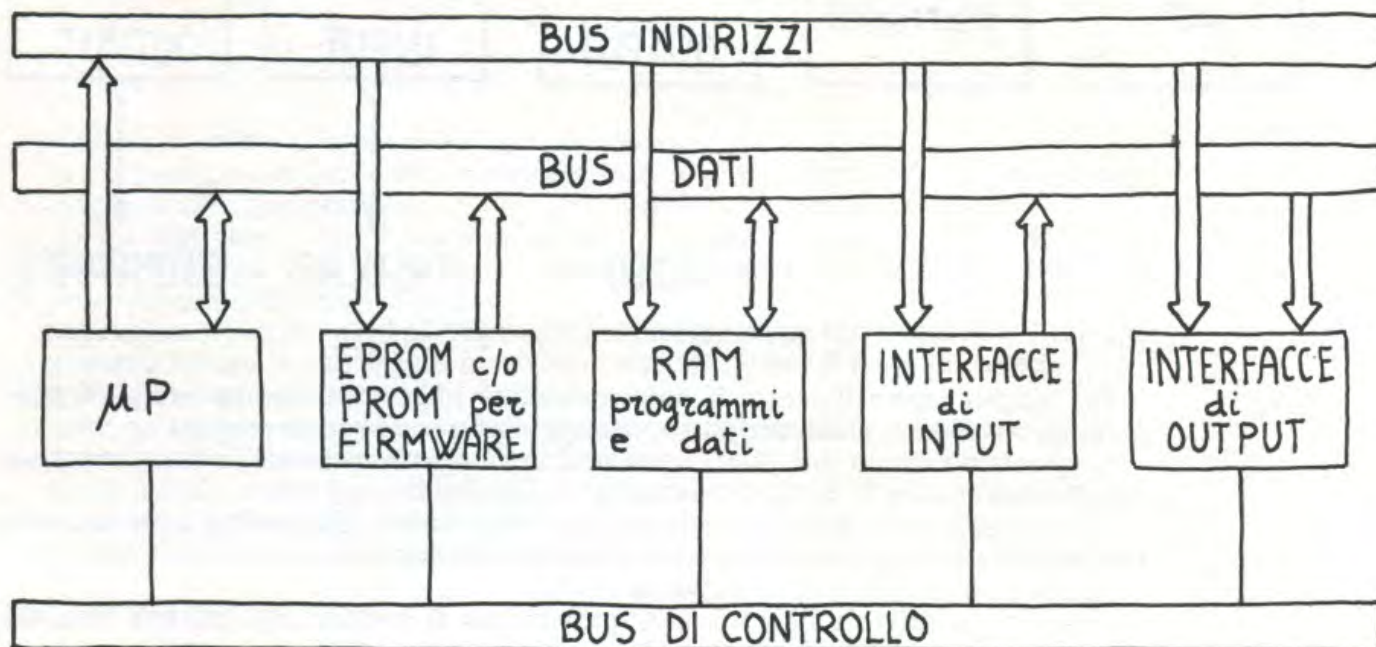 BUS INDIRIZZI
BUS DATI
μP
EPROM c/o
PROM per
FIRMWARE
RAM
programmi
e dati
INTERFACCE
di
INPUT
INTERFACCE
di
OUTPUT
BUS DI CONTROLLO